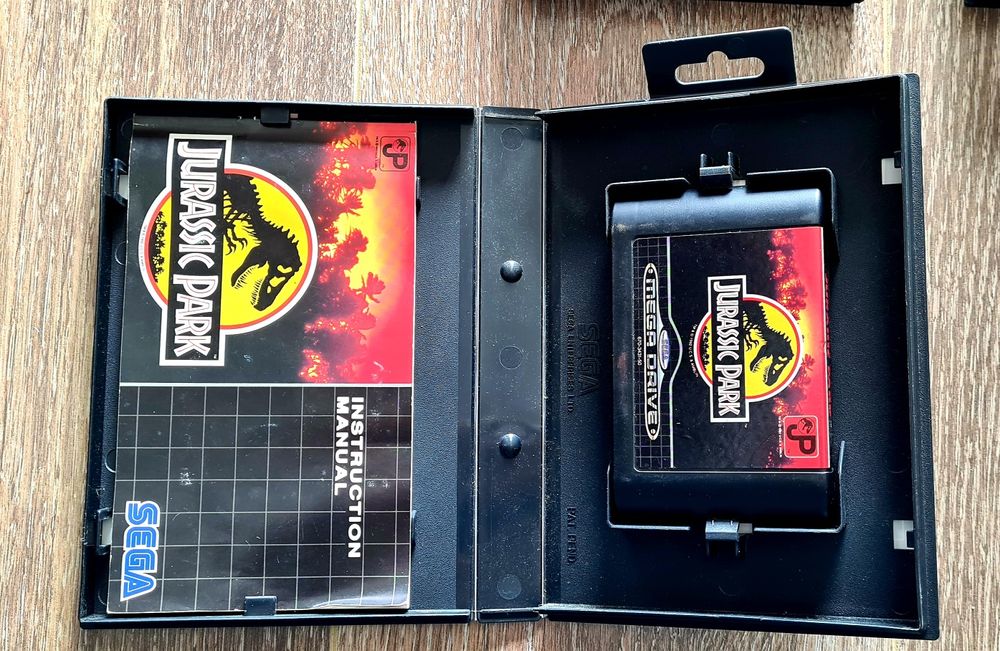 JURASSIC PARK
JP
INSTRUCTION
MANUAL
SEGA
SEGA
MEGA DRIVE
JURASSIC PARK
JP